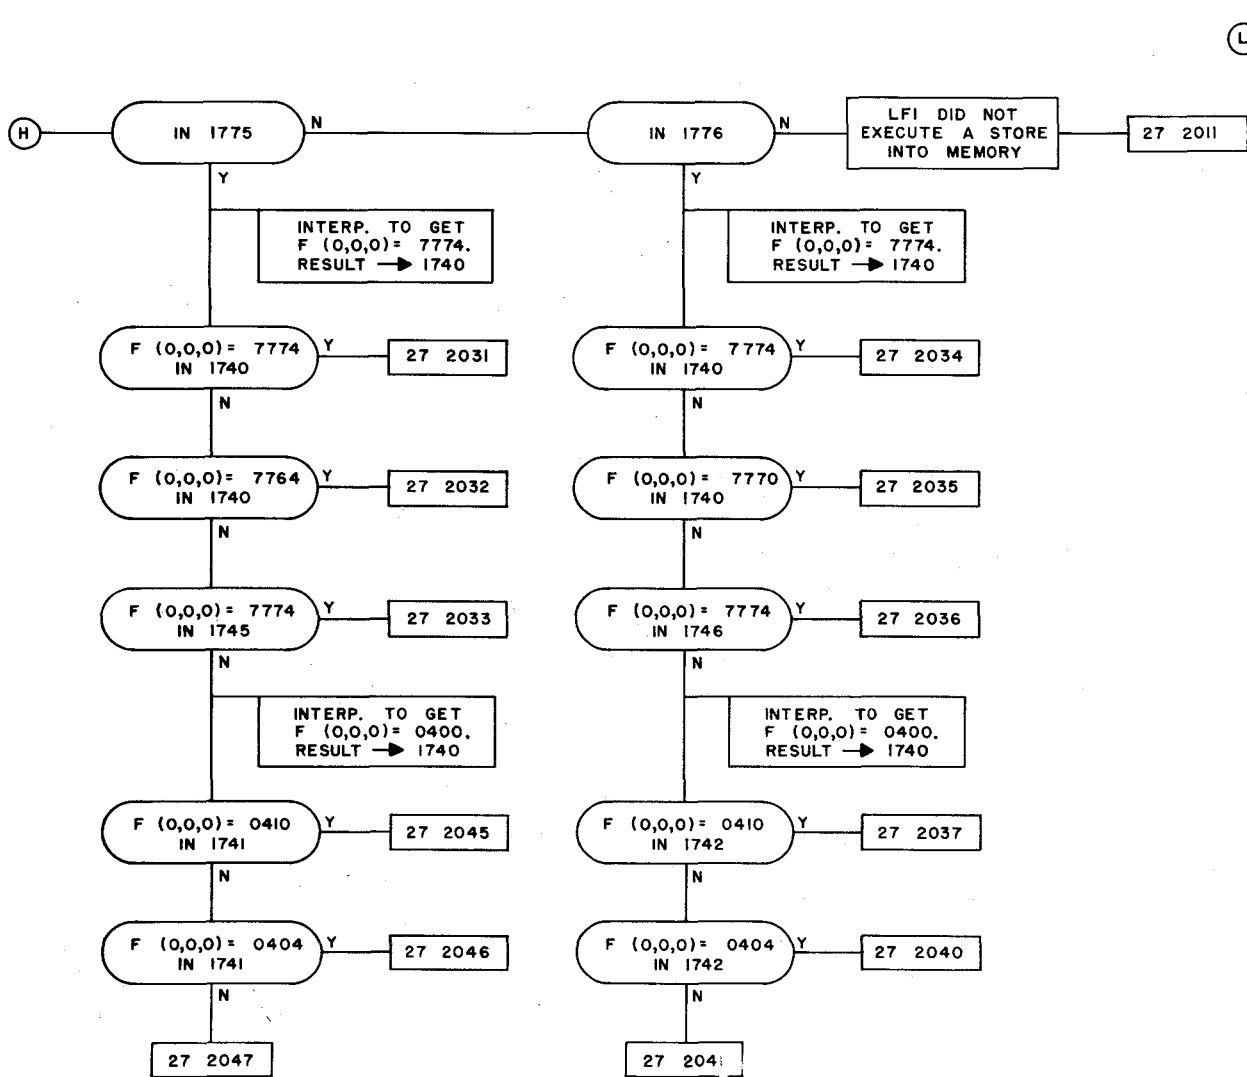 L
H
IN 1775
N
IN 1776
N
LFI DID NOT
EXECUTE A STORE
INTO MEMORY
27 2011
Y
INTERP. TO GET
F (0,0,0)= 7774.
RESULT → 1740
Y
INTERP. TO GET
F (0,0,0)= 7774.
RESULT → 1740
F (0,0,0)= 7774
IN 1740
Y
27 2031
N
F (0,0,0)= 7774
IN 1740
Y
27 2034
N
F (0,0,0)= 7764
IN 1740
Y
27 2032
N
F (0,0,0)= 7770
IN 1740
Y
27 2035
N
F (0,0,0)= 7774
IN 1745
Y
27 2033
N
F (0,0,0)= 7774
IN 1746
Y
27 2036
N
INTERP. TO GET
F (0,0,0)= 0400.
RESULT → 1740
INTERP. TO GET
F (0,0,0)= 0400.
RESULT → 1740
F (0,0,0)= 0410
IN 1741
Y
27 2045
N
F (0,0,0)= 0410
IN 1742
Y
27 2037
N
F (0,0,0)= 0404
IN 1741
Y
27 2046
N
F (0,0,0)= 0404
IN 1742
Y
27 2040
N
27 2047
27 2041